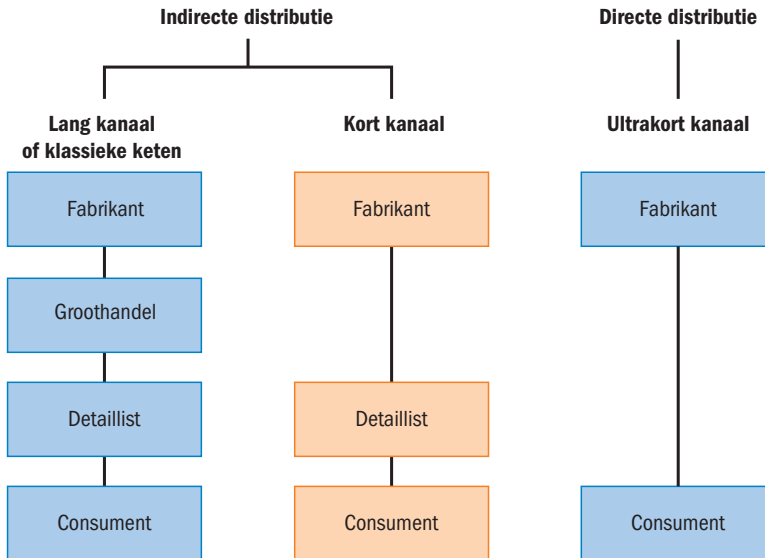 Indirecte distributie
Directe distributie
Lang kanaal
of klassieke keten
Kort kanaal
Ultrakort kanaal
Fabrikant
Fabrikant
Fabrikant
Groothandel
Detaillist
Detaillist
Consument
Consument
Consument